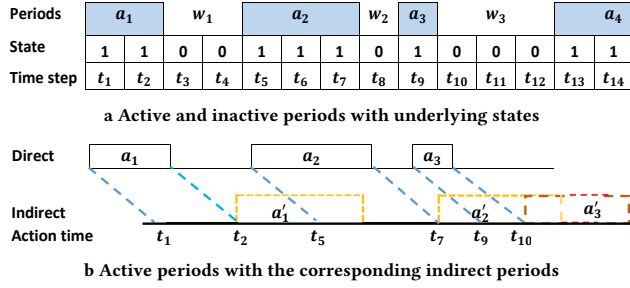 Periods a₁ w₁ a₂ w₂ a₃ w₃ a₄
State 1 1 0 0 1 1 1 0 1 0 0 0 1 1
Time step t₁ t₂ t₃ t₄ t₅ t₆ t₇ t₈ t₉ t₁₀ t₁₁ t₁₂ t₁₃ t₁₄
a Active and inactive periods with underlying states
Direct a₁ a₂ a₃
Indirect a′₁ a′₂ a′₃
Action time t₁ t₂ t₅ t₇ t₉ t₁₀
b Active periods with the corresponding indirect periods